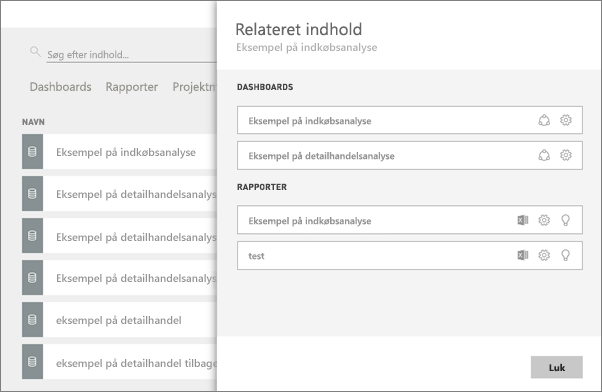 Søg efter indhold...
Dashboards Rapporter
NAVN
Eksempel på indkøbsanalyse
Eksempel på detailhandelsanalys
Eksempel på detailhandelsanalys
Eksempel på detailhandelsanalys
eksempel på detailhandel
eksempel på detailhandel tilbage
Relateret indhold
Eksempel på indkøbsanalyse
DASHBOARDS
Eksempel på indkøbsanalyse
Eksempel på detailhandelsanalyse
RAPPORTER
Eksempel på indkøbsanalyse
test
Luk